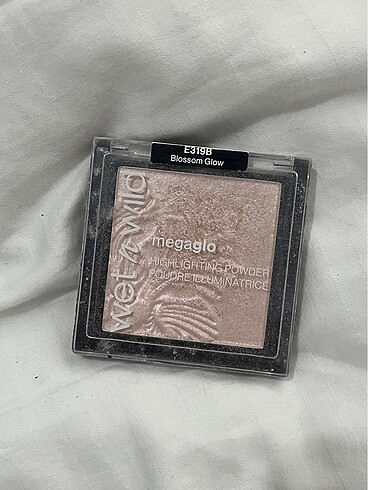 E319B
Blossom Glow
wet n wild
megaglo
HIGHLIGHTING POWDER
POUDRE ILLUMINATRICE